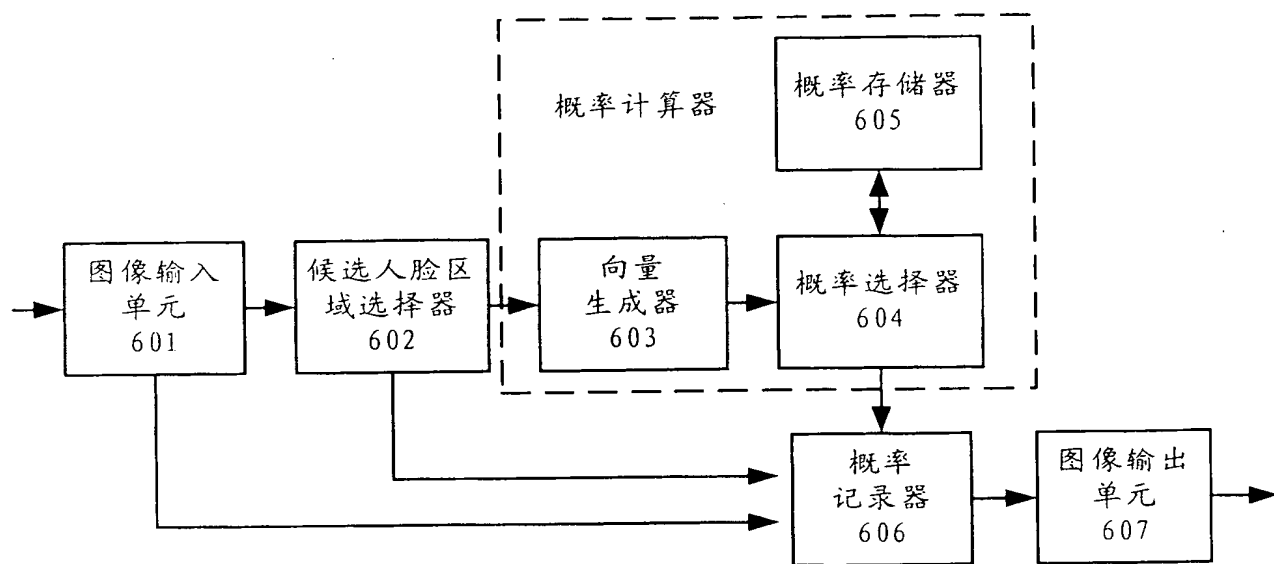 概率计算器
概率存储器
605
图像输入
单元
601
候选人脸区
域选择器
602
向量
生成器
603
概率选择器
604
概率
记录器
606
图像输出
单元
607